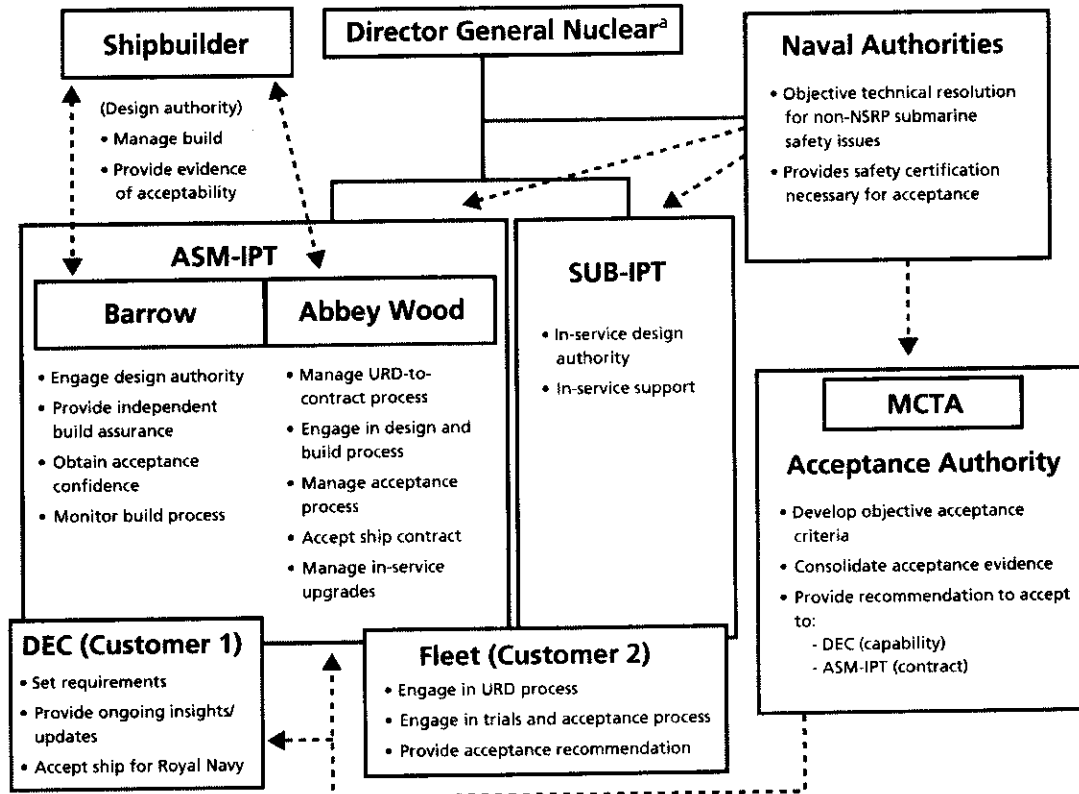 Shipbuilder
(Design authority)
• Manage build
• Provide evidence
of acceptability
Director General Nuclearᵃ
Naval Authorities
• Objective technical resolution
for non-NSRP submarine
safety issues
• Provides safety certification
necessary for acceptance
ASM-IPT
Barrow
• Engage design authority
• Provide independent
build assurance
• Obtain acceptance
confidence
• Monitor build process
Abbey Wood
• Manage URD-to-
contract process
• Engage in design and
build process
• Manage acceptance
process
• Accept ship contract
• Manage in-service
upgrades
SUB-IPT
• In-service design
authority
• In-service support
MCTA
Acceptance Authority
• Develop objective acceptance
criteria
• Consolidate acceptance evidence
• Provide recommendation to accept
to:
- DEC (capability)
- ASM-IPT (contract)
DEC (Customer 1)
• Set requirements
• Provide ongoing insights/
updates
• Accept ship for Royal Navy
Fleet (Customer 2)
• Engage in URD process
• Engage in trials and acceptance process
• Provide acceptance recommendation